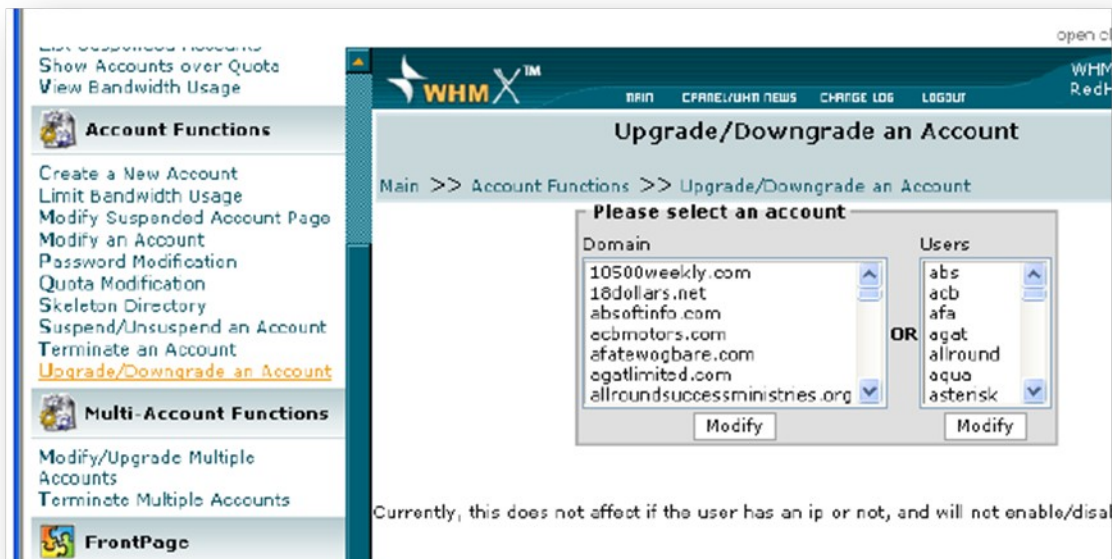 open cl
List Suspended Accounts
Show Accounts over Quota
View Bandwidth Usage
Account Functions
Create a New Account
Limit Bandwidth Usage
Modify Suspended Account Page
Modify an Account
Password Modification
Quota Modification
Skeleton Directory
Suspend/Unsuspend an Account
Terminate an Account
Upgrade/Downgrade an Account
Multi-Account Functions
Modify/Upgrade Multiple
Accounts
Terminate Multiple Accounts
FrontPage
WHM X™
MAIN CPANEL/WHM NEWS CHANGE LOG LOGOUT
WHM
RedH
Upgrade/Downgrade an Account
Main >> Account Functions >> Upgrade/Downgrade an Account
Please select an account
Domain
10500weekly.com
18dollars.net
absoftinfo.com
acbmotors.com
afatewogbare.com
agatlimited.com
allroundsuccessministries.org
Modify
OR
Users
abs
acb
afa
agat
allround
aqua
asterisk
Modify
Currently, this does not affect if the user has an ip or not, and will not enable/disal